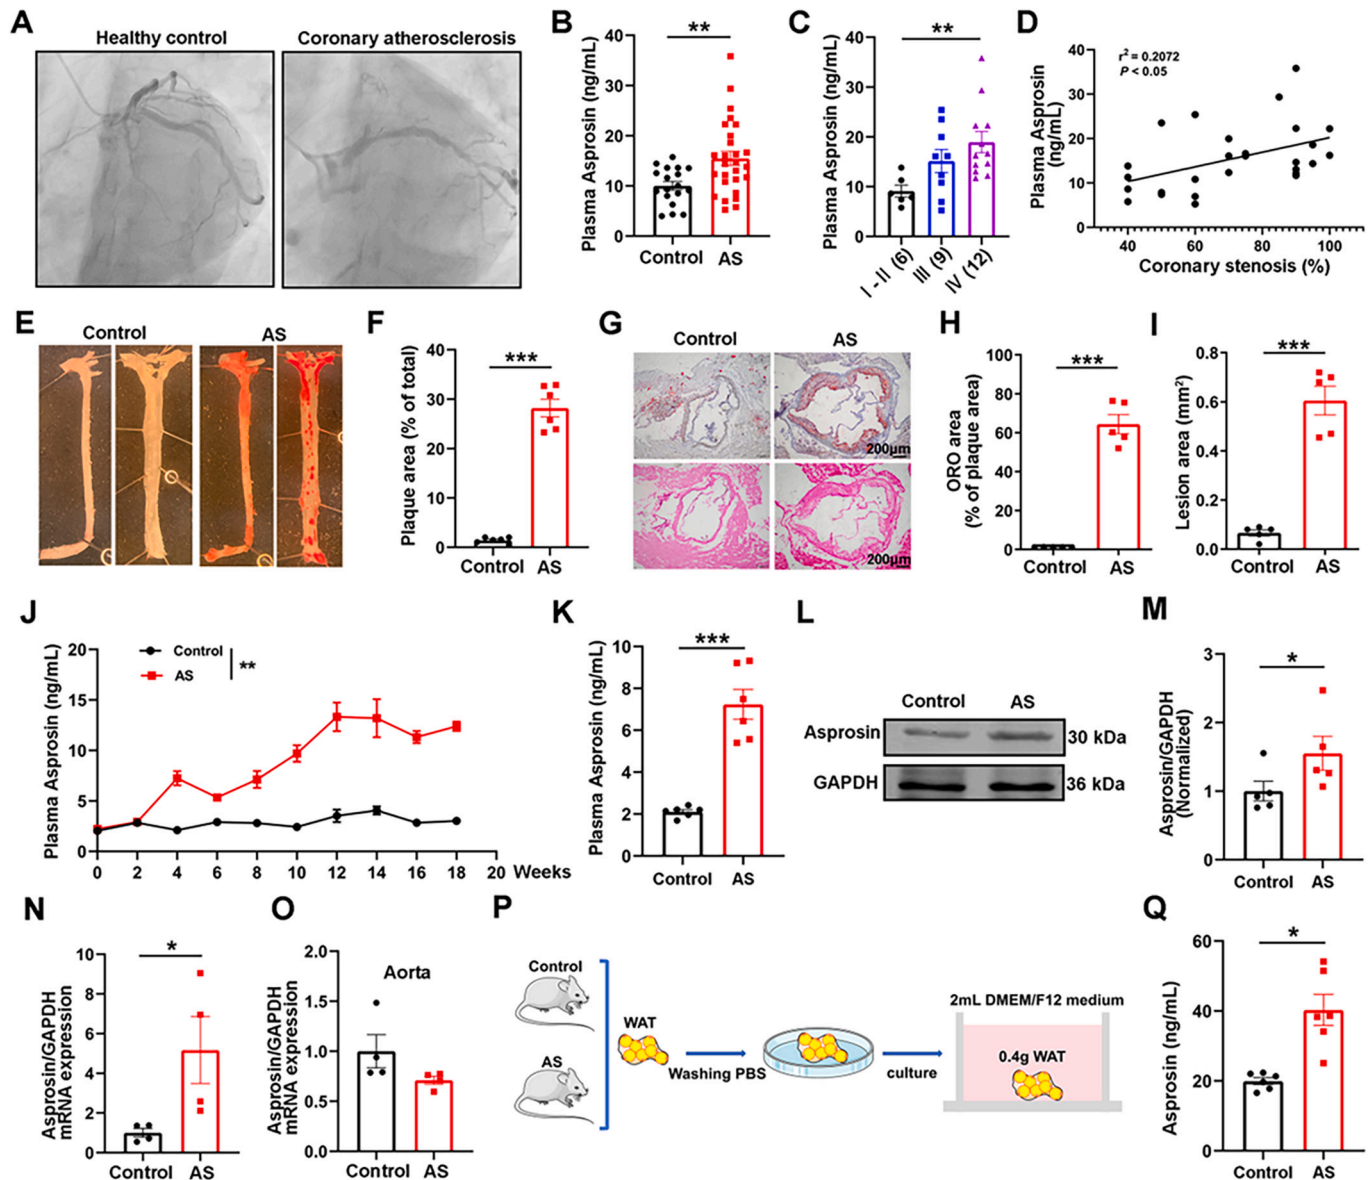 A
Healthy control
Coronary atherosclerosis
B
Plasma Asprosin (ng/mL)
40
30
20
10
0
**
Control
AS
C
Plasma Asprosin (ng/mL)
40
30
20
10
0
**
I -II (6)
III (9)
IV (12)
D
Plasma Asprosin
(ng/mL)
40
30
20
10
0
r² = 0.2072
P < 0.05
40
60
80
100
Coronary stenosis (%)
E
Control
AS
F
Plaque area (% of total)
40
30
20
10
0
***
Control
AS
G
Control
AS
200μm
200μm
H
ORO area
(% of plaque area)
100
80
60
40
20
0
***
Control
AS
I
Lesion area (mm²)
0.8
0.6
0.4
0.2
0.0
***
Control
AS
J
Plasma Asprosin (ng/mL)
20
15
10
5
0
Control
AS
**
0 2 4 6 8 10 12 14 16 18 20 Weeks
K
Plasma Asprosin (ng/mL)
10
8
6
4
2
0
***
Control
AS
L
Control
AS
Asprosin
30 kDa
GAPDH
36 kDa
M
Asprosin/GAPDH
(Normalized)
3
2
1
0
*
Control
AS
N
Asprosin/GAPDH
mRNA expression
10
8
6
4
2
0
*
Control
AS
O
Asprosin/GAPDH
mRNA expression
2.0
1.5
1.0
0.5
0.0
Aorta
Control
AS
P
Control
AS
WAT
Washing PBS
culture
2mL DMEM/F12 medium
0.4g WAT
Q
Asprosin (ng/mL)
60
40
20
0
*
Control
AS